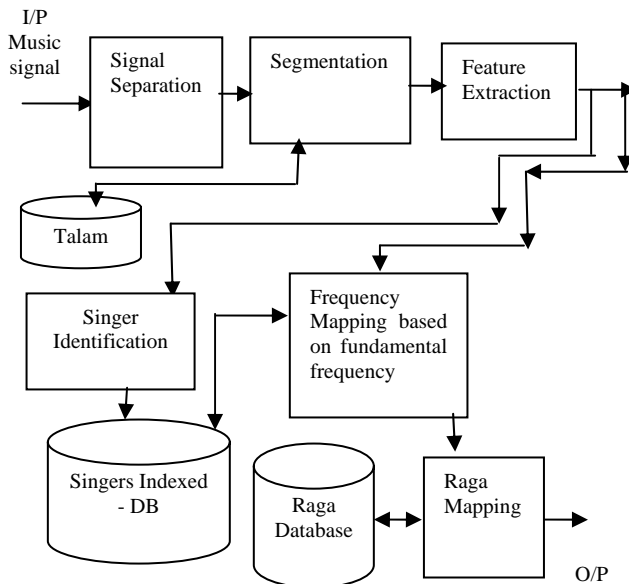 I/P
Music
signal
Signal
Separation
Segmentation
Feature
Extraction
Talam
Singer
Identification
Frequency
Mapping based
on fundamental
frequency
Singers Indexed
- DB
Raga
Database
Raga
Mapping
O/P